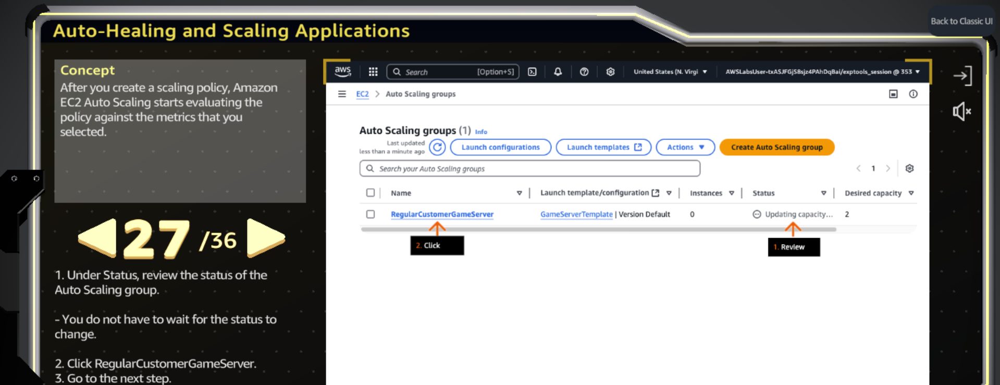 Back to Classic UI
Auto-Healing and Scaling Applications
Concept
After you create a scaling policy, Amazon
EC2 Auto Scaling starts evaluating the
policy against the metrics that you
selected.
27 /36
1. Under Status, review the status of the
Auto Scaling group.
- You do not have to wait for the status to
change.
2. Click RegularCustomerGameServer.
3. Go to the next step.
aws Search [Option+S] United States (N. Virgi AWSLabsUser-txASJFGjS8sjz4PAhDqBai/exptools_session @ 353
EC2 > Auto Scaling groups
Auto Scaling groups (1) Info
Last updated
less than a minute ago
Launch configurations Launch templates Actions Create Auto Scaling group
Search your Auto Scaling groups
1
Name Launch template/configuration Instances Status Desired capacity
RegularCustomerGameServer GameServerTemplate | Version Default 0 Updating capacity... 2
2. Click
1. Review